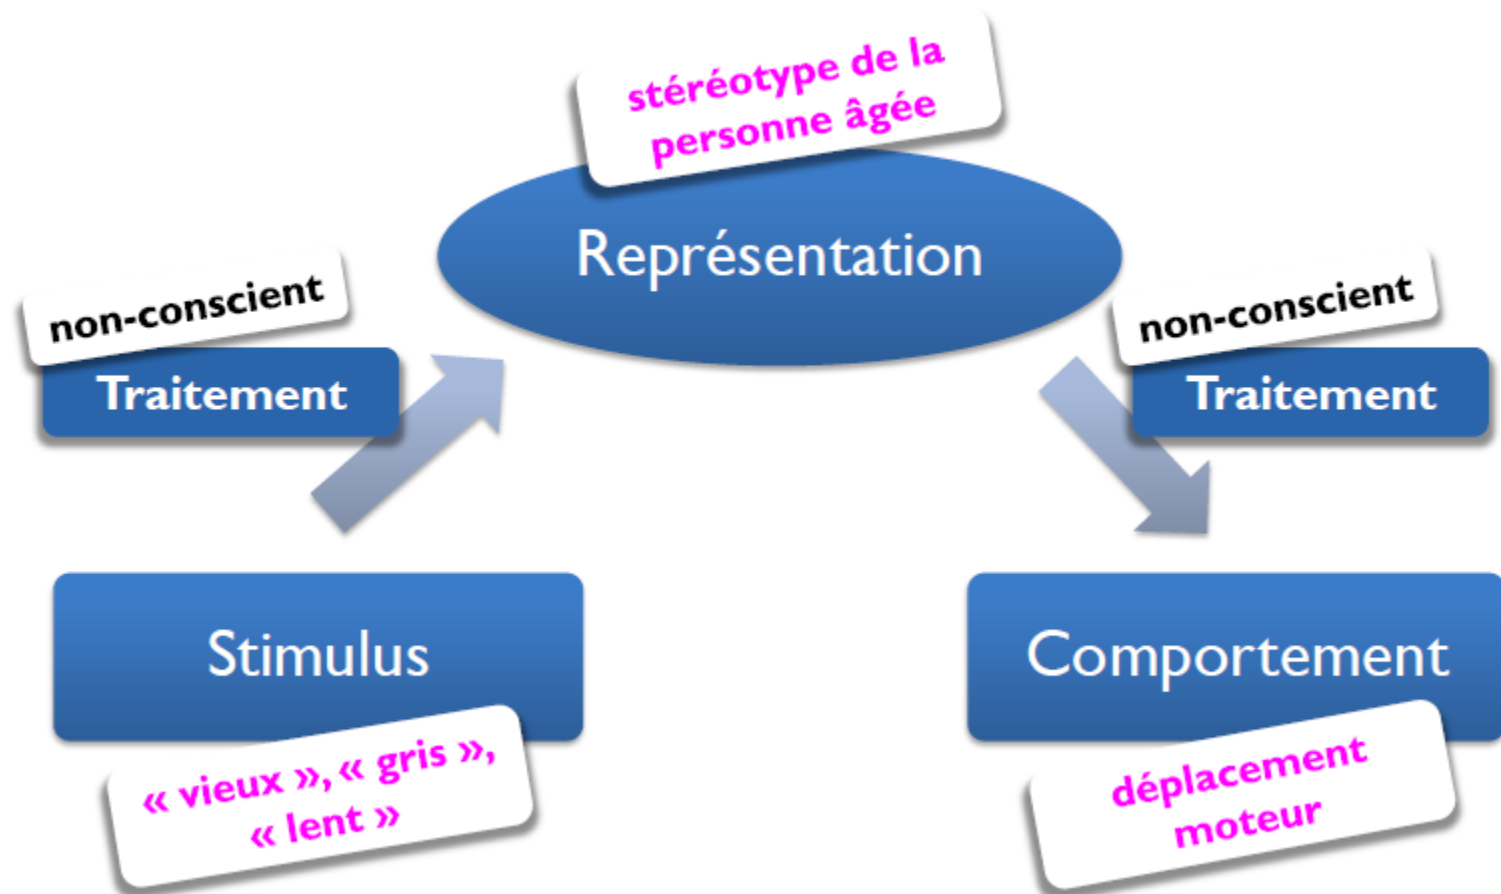 stéréotype de la
personne âgée
Représentation
non-conscient
Traitement
non-conscient
Traitement
Stimulus
« vieux », « gris »,
« lent »
Comportement
déplacement
moteur